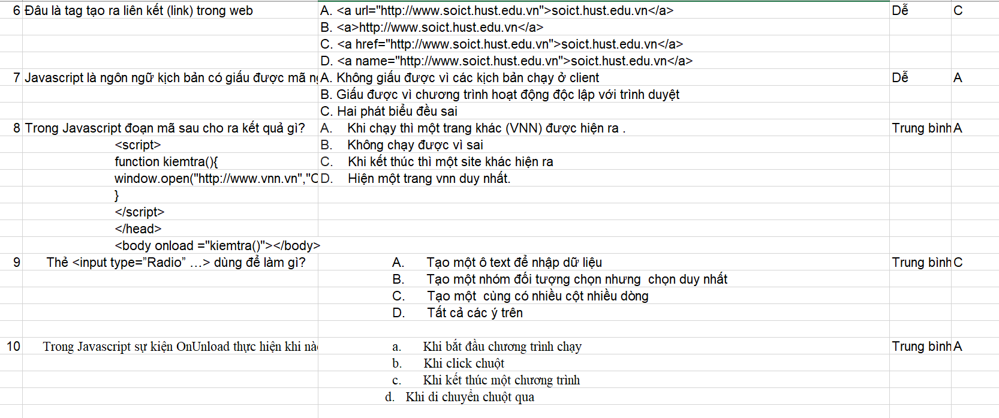 6 Đâu là tag tạo ra liên kết (link) trong web A. <a url="http://www.soict.hust.edu.vn">soict.hust.edu.vn</a> Dễ C
B. <a>http://www.soict.hust.edu.vn</a>
C. <a href="http://www.soict.hust.edu.vn">soict.hust.edu.vn</a>
D. <a name="http://www.soict.hust.edu.vn">soict.hust.edu.vn</a>
7 Javascript là ngôn ngữ kịch bản có giấu được mã A. Không giấu được vì các kịch bản chạy ở client Dễ A
B. Giấu được vì chương trình hoạt động độc lập với trình duyệt
C. Hai phát biểu đều sai
8 Trong Javascript đoạn mã sau cho ra kết quả gì? A. Khi chạy thì một trang khác (VNN) được hiện ra . Trung bình A
<script> B. Không chạy được vì sai
function kiemtra(){ C. Khi kết thúc thì một site khác hiện ra
window.open("http://www.vnn.vn"," D. Hiện một trang vnn duy nhất.
}
</script>
</head>
<body onload ="kiemtra()"></body>
9 Thẻ <input type=”Radio” …> dùng để làm gì? A. Tạo một ô text để nhập dữ liệu Trung bình C
B. Tạo một nhóm đối tượng chọn nhưng chọn duy nhất
C. Tạo một cùng có nhiều cột nhiều dòng
D. Tất cả các ý trên
10 Trong Javascript sự kiện OnUnload thực hiện khi a. Khi bắt đầu chương trình chạy Trung bình A
b. Khi click chuột
c. Khi kết thúc một chương trình
d. Khi di chuyển chuột qua